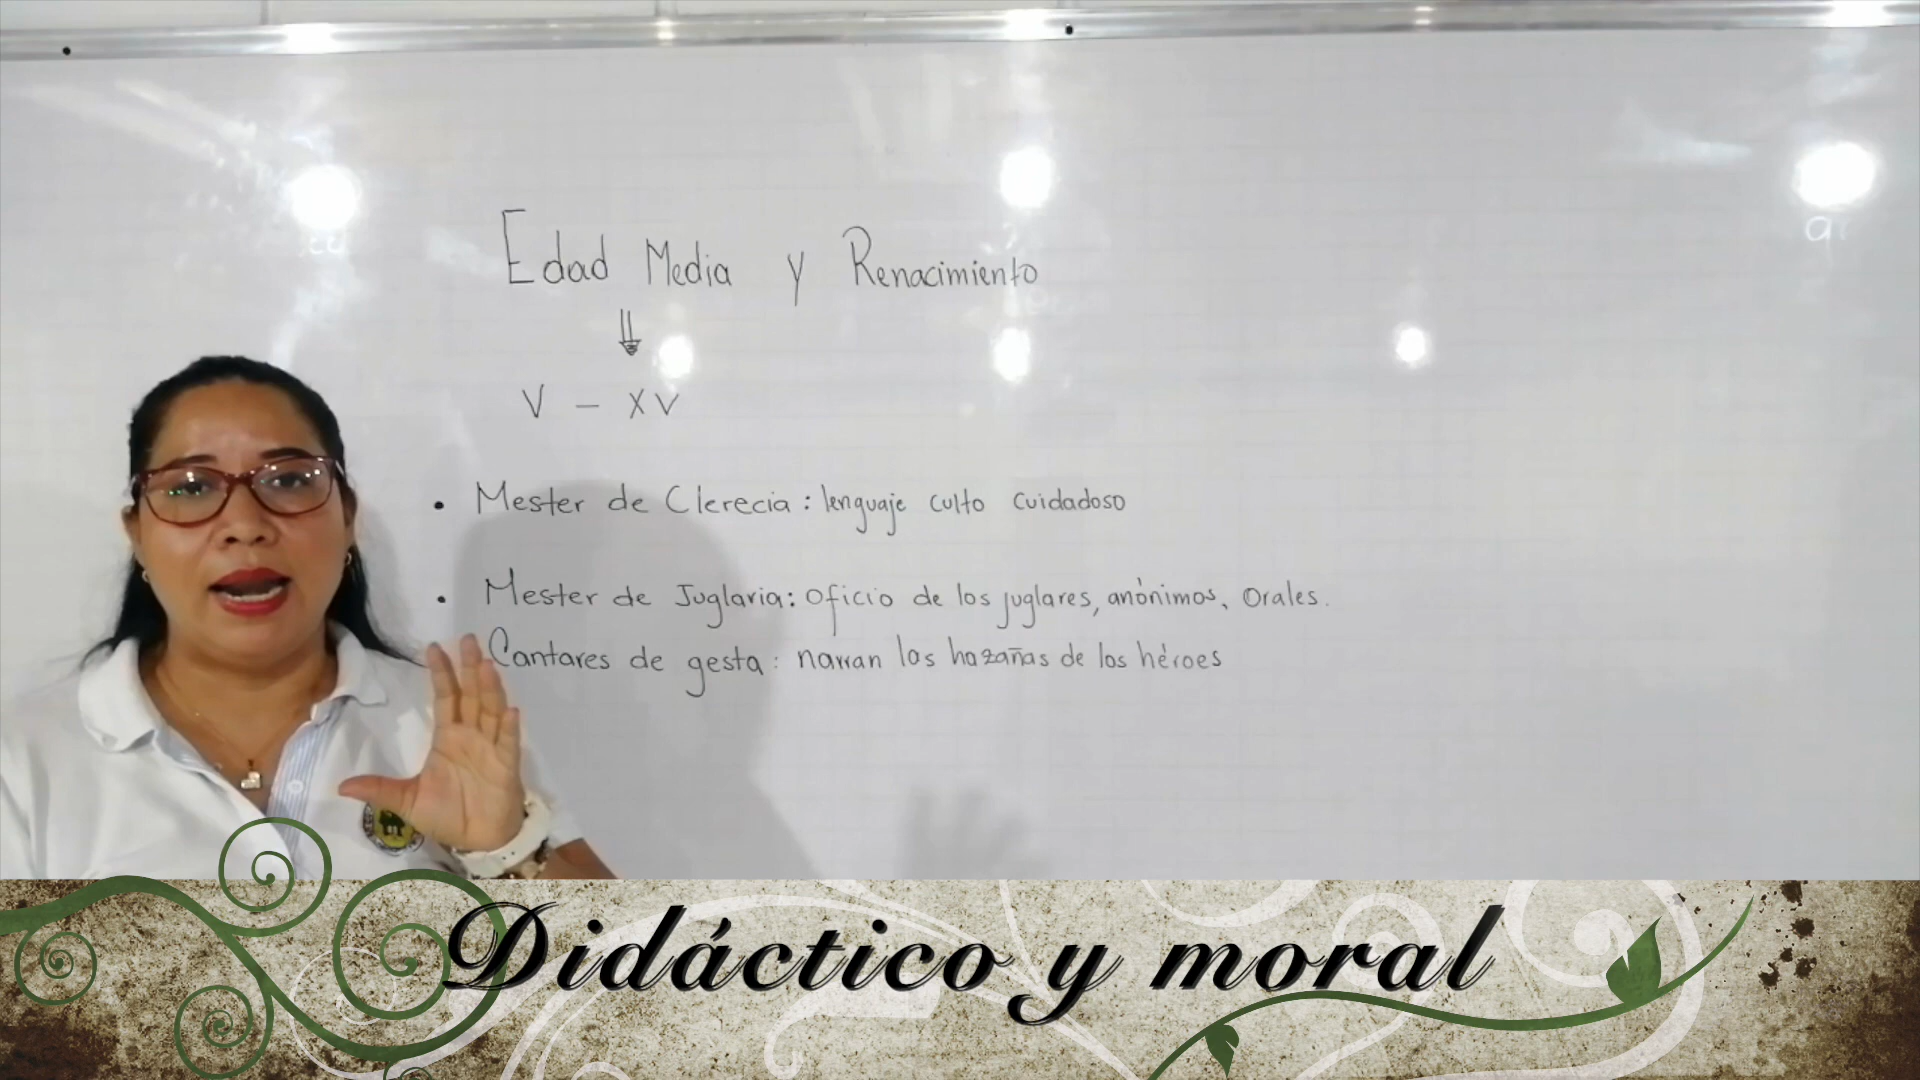 Edad Media y Renacimiento
V - XV
• Mester de Clerecia: lenguaje culto cuidadoso
• Mester de Juglaria: Oficio de los juglares, anónimos, Orales.
Cantares de gesta: narran las hazañas de los héroes
Didáctico y moral